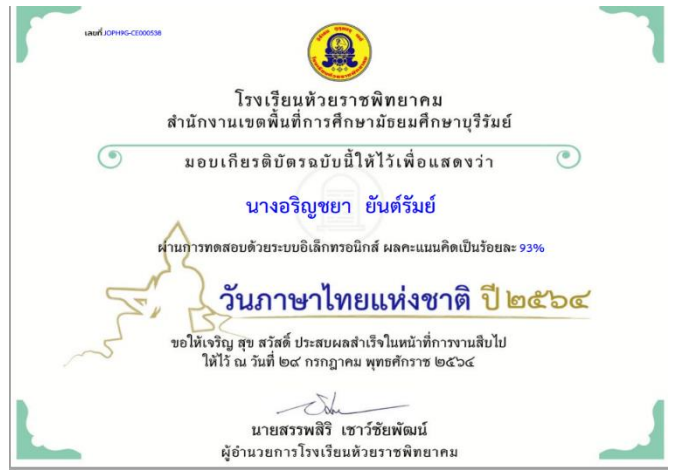 เลขที่ JOPH9G-CE000538
โรงเรียนห้วยราชพิทยาคม
สำนักงานเขตพื้นที่การศึกษามัธยมศึกษาบุรีรัมย์
มอบเกียรติบัตรฉบับนี้ให้ไว้เพื่อแสดงว่า
นางอริญชยา ยันต์รัมย์
ผ่านการทดสอบด้วยระบบอิเล็กทรอนิกส์ ผลคะแนนคิดเป็นร้อยละ 93%
วันภาษาไทยแห่งชาติ ปี ๒๕๖๔
ขอให้เจริญ สุข สวัสดิ์ ประสบผลสำเร็จในหน้าที่การงานสืบไป
ให้ไว้ ณ วันที่ ๒๙ กรกฎาคม พุทธศักราช ๒๕๖๔
นายสรรพสิริ เชาว์ชัยพัฒน์
ผู้อำนวยการโรงเรียนห้วยราชพิทยาคม